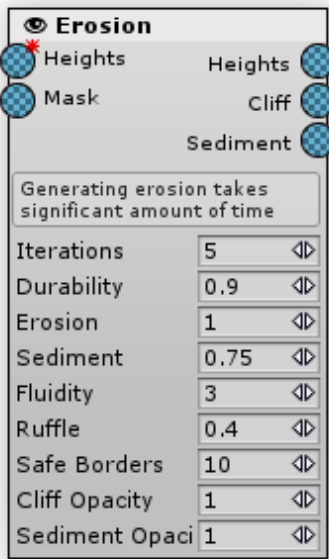 Erosion
Heights Heights
Mask Cliff
Sediment
Generating erosion takes
significant amount of time
Iterations 5
Durability 0.9
Erosion 1
Sediment 0.75
Fluidity 3
Ruffle 0.4
Safe Borders 10
Cliff Opacity 1
Sediment Opaci 1